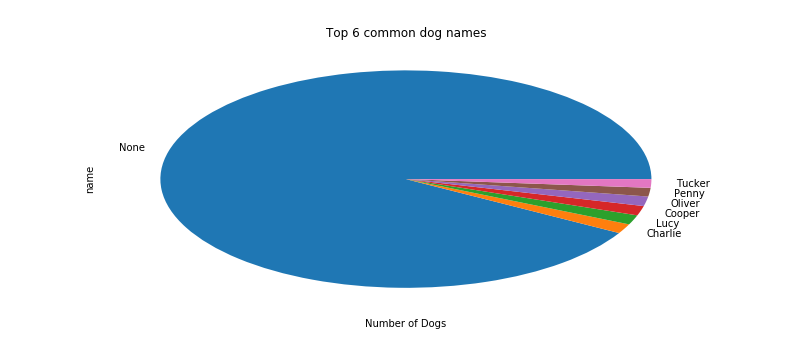 Top 6 common dog names
None
name
Tucker
Penny
Oliver
Cooper
Lucy
Charlie
Number of Dogs